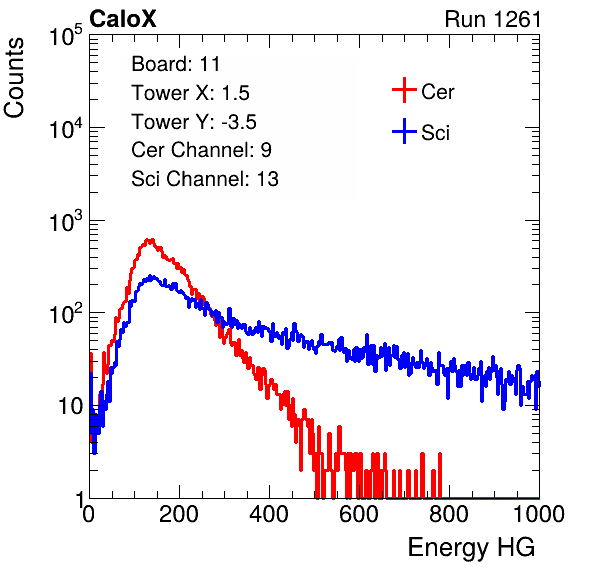 CaloX
Run 1261
Counts
Board: 11
Tower X: 1.5
Tower Y: -3.5
Cer Channel: 9
Sci Channel: 13
Cer
Sci
10^5
10^4
10^3
10^2
10
1
0 200 400 600 800 1000
Energy HG